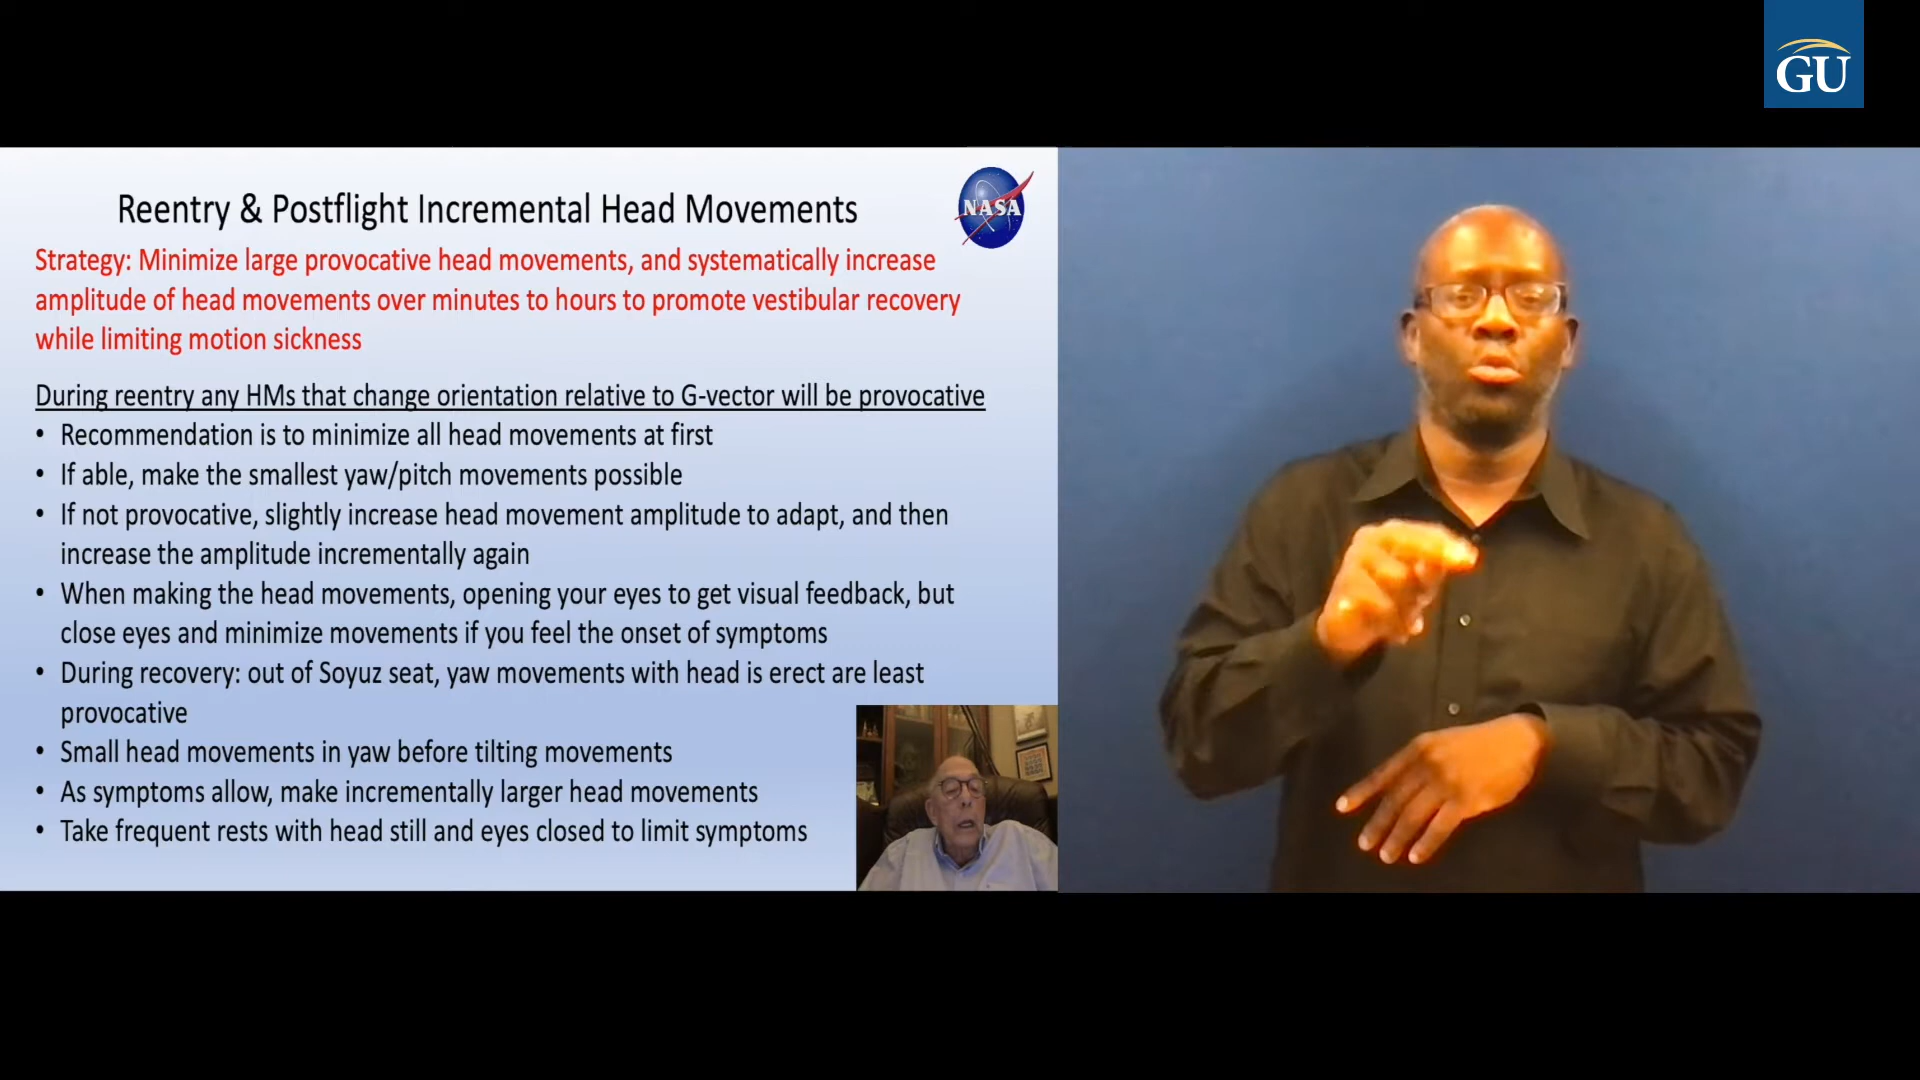 GU
Reentry & Postflight Incremental Head Movements
NASA
Strategy: Minimize large provocative head movements, and systematically increase
amplitude of head movements over minutes to hours to promote vestibular recovery
while limiting motion sickness
During reentry any HMs that change orientation relative to G-vector will be provocative
• Recommendation is to minimize all head movements at first
• If able, make the smallest yaw/pitch movements possible
• If not provocative, slightly increase head movement amplitude to adapt, and then
increase the amplitude incrementally again
• When making the head movements, opening your eyes to get visual feedback, but
close eyes and minimize movements if you feel the onset of symptoms
• During recovery: out of Soyuz seat, yaw movements with head is erect are least
provocative
• Small head movements in yaw before tilting movements
• As symptoms allow, make incrementally larger head movements
• Take frequent rests with head still and eyes closed to limit symptoms